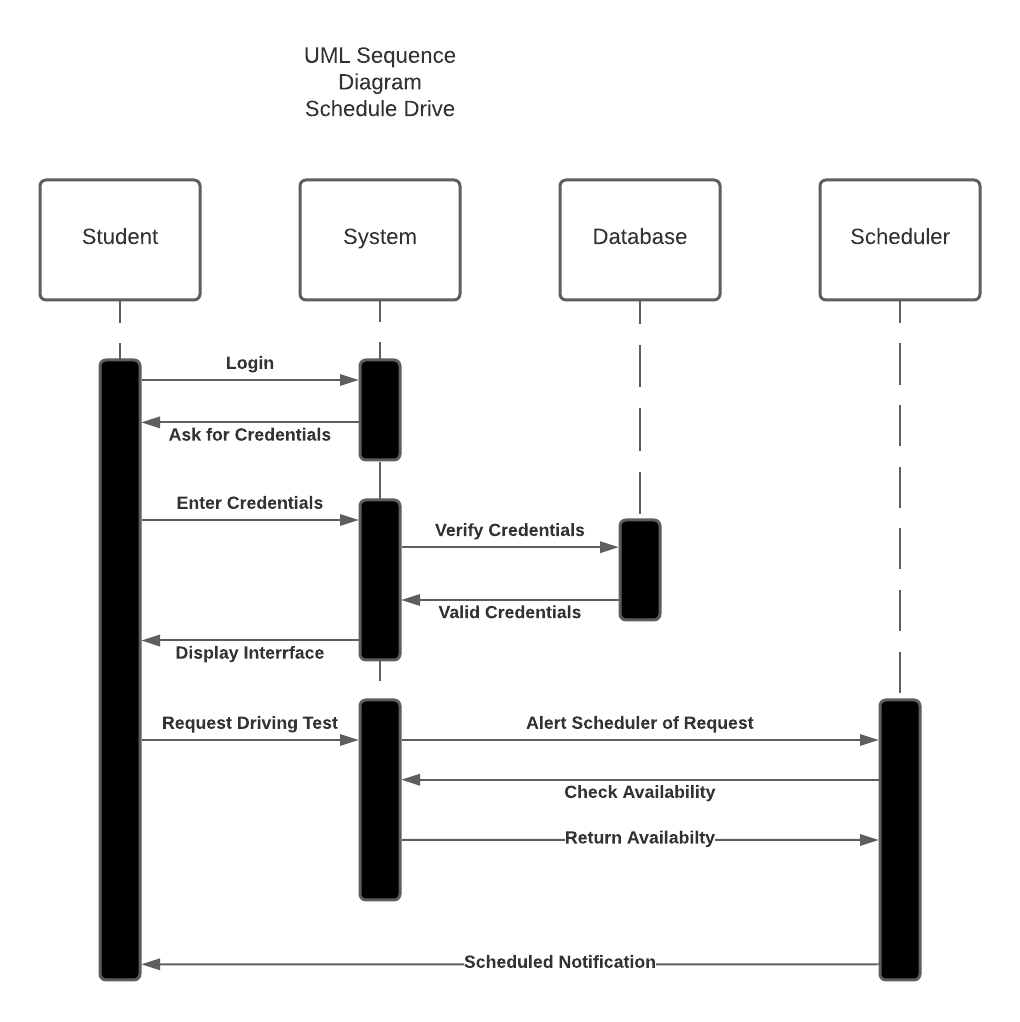 UML Sequence
Diagram
Schedule Drive
Student
System
Database
Scheduler
Login
Ask for Credentials
Enter Credentials
Verify Credentials
Valid Credentials
Display Interrface
Request Driving Test
Alert Scheduler of Request
Check Availability
Return Availabilty
Scheduled Notification